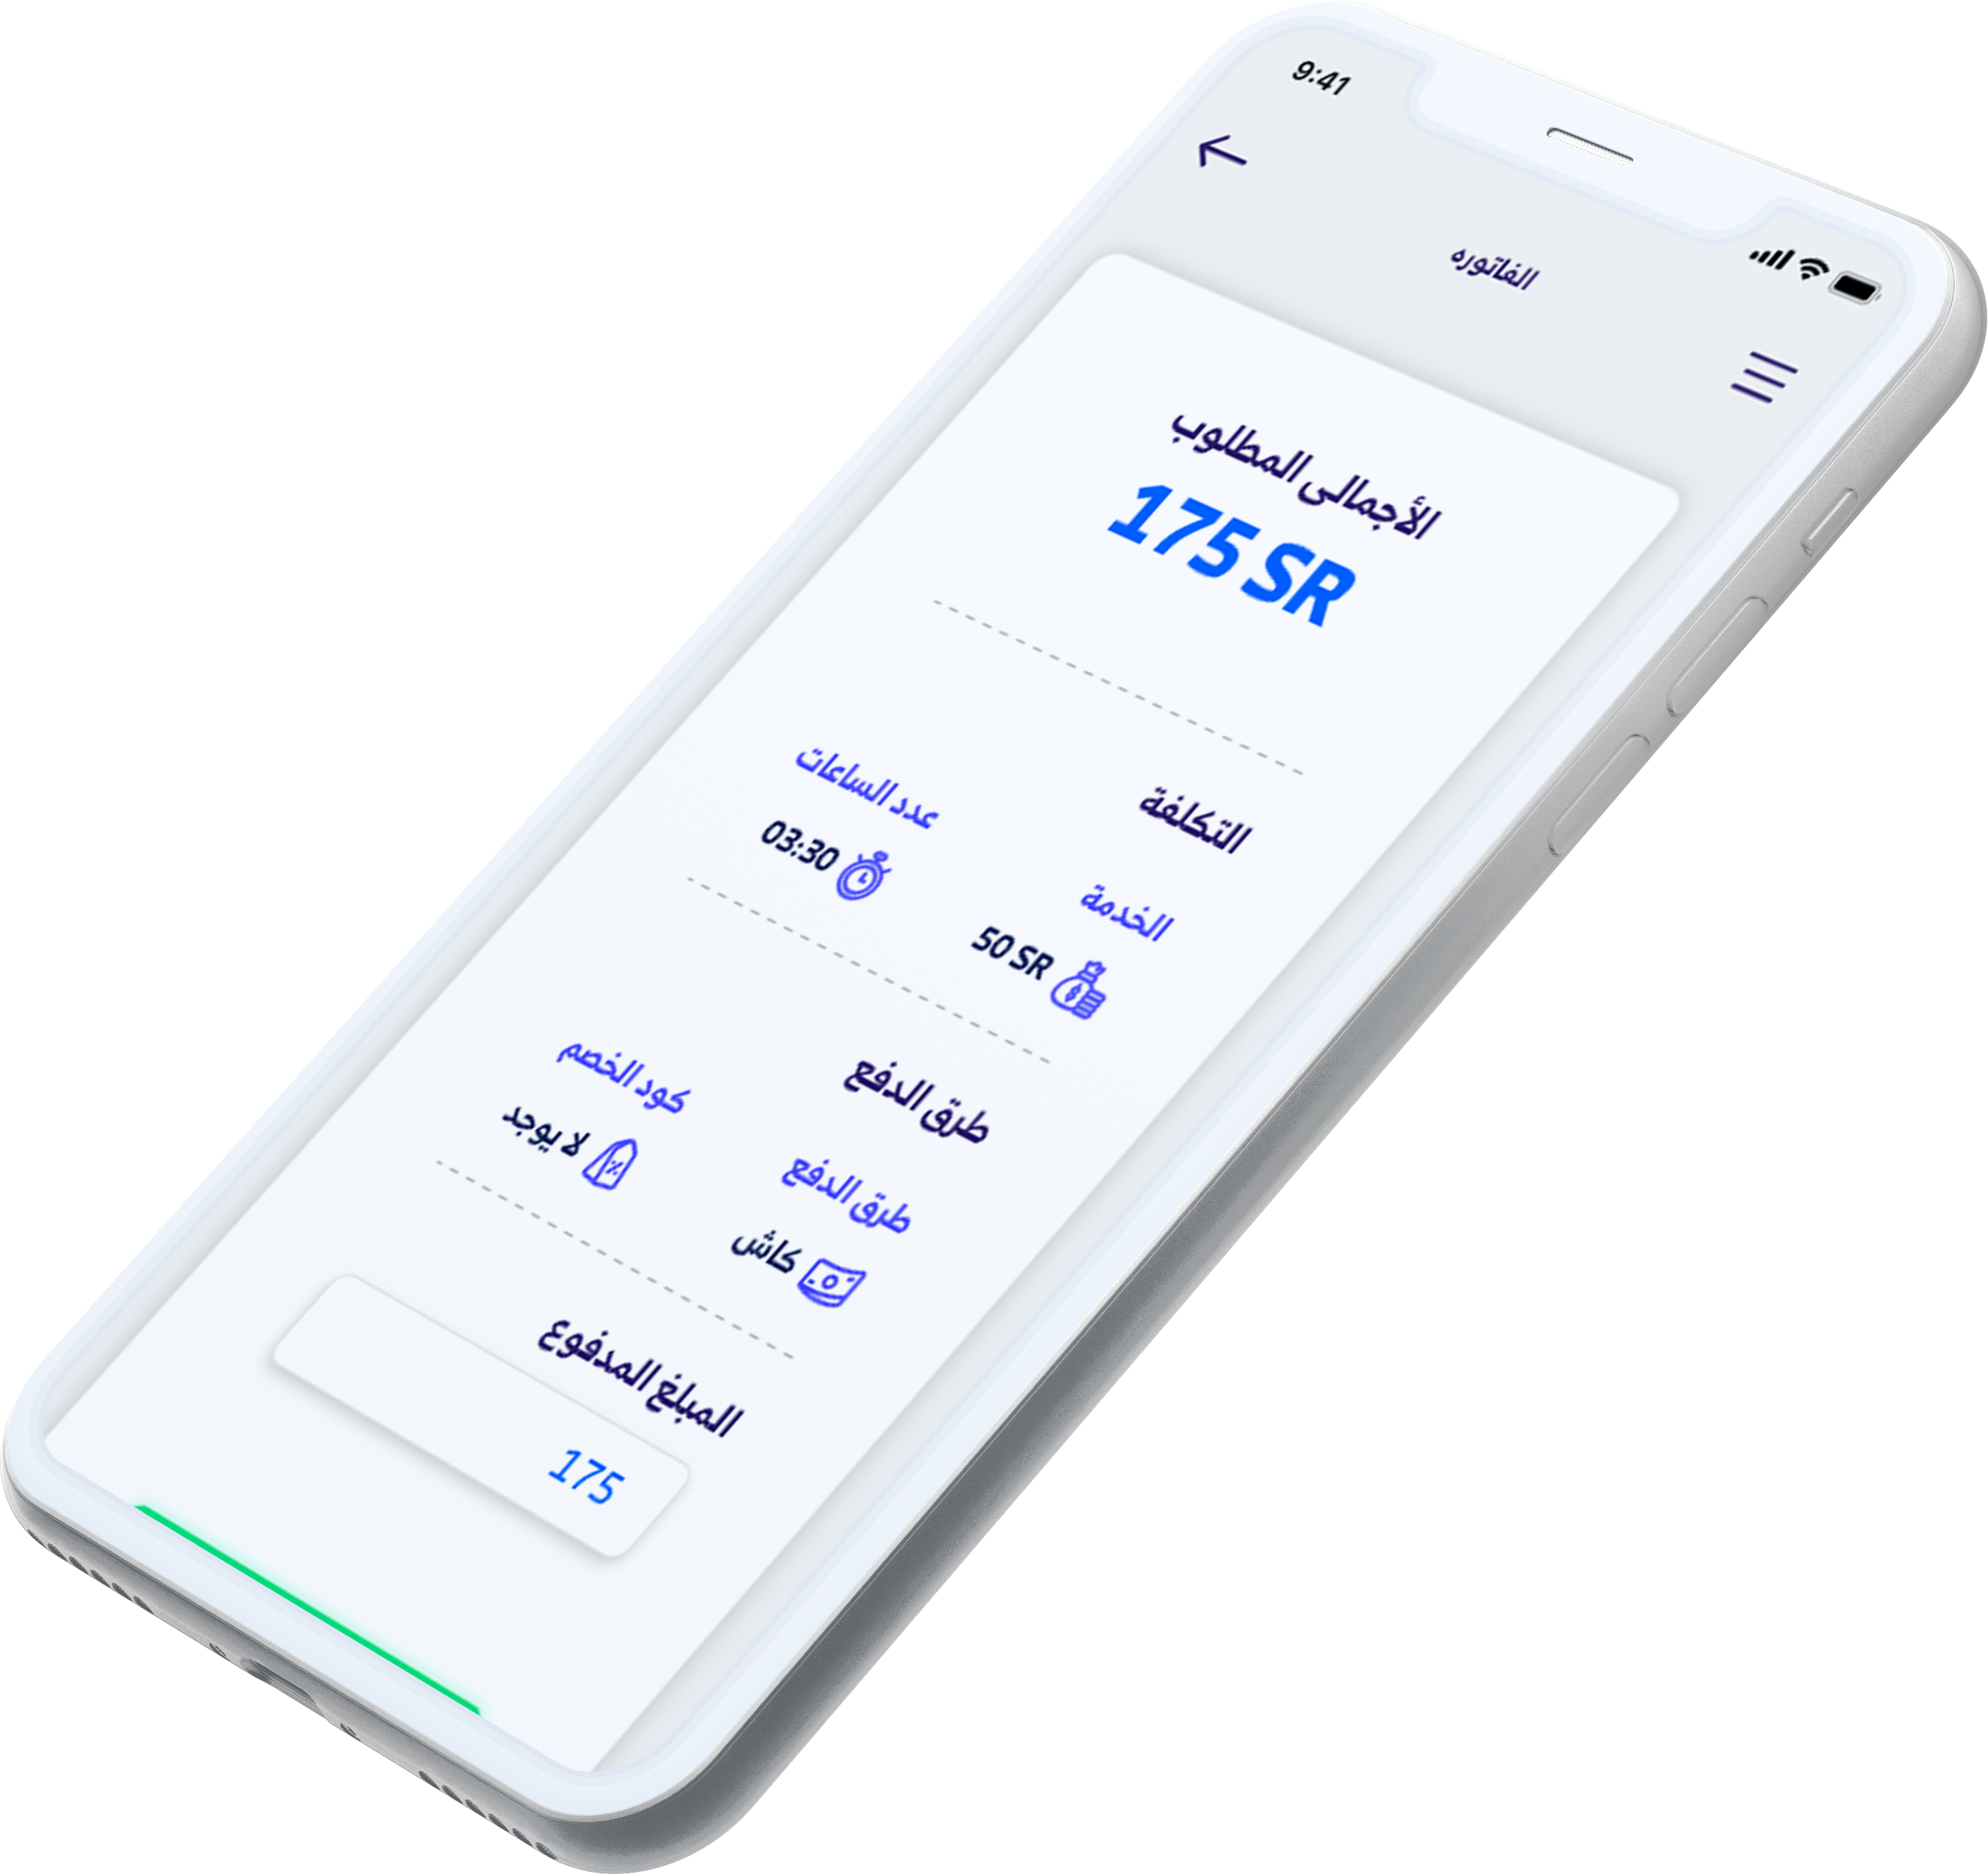 9:41
الفاتوره
الأجمالى المطلوب
175 SR
التكلفة
الخدمة
50 SR
عدد الساعات
03:30
طرق الدفع
طرق الدفع
كاش
كود الخصم
لا يوجد
المبلغ المدفوع
175